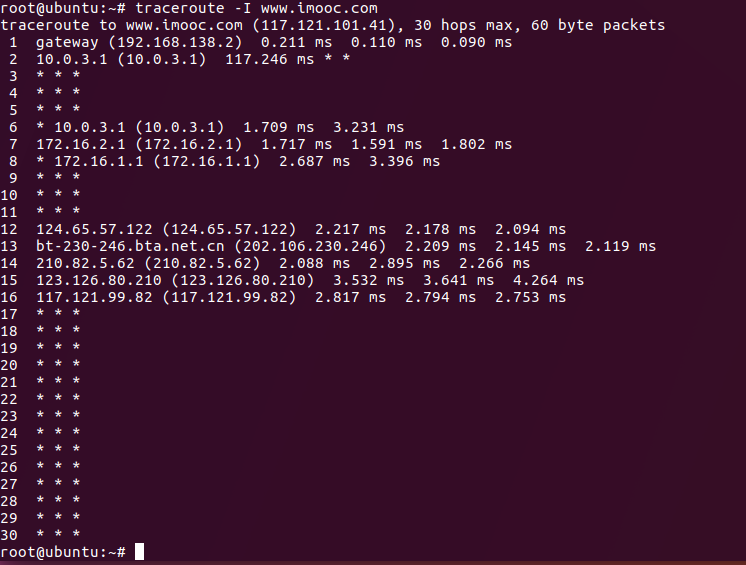 root@ubuntu:~# traceroute -I www.imooc.com
traceroute to www.imooc.com (117.121.101.41), 30 hops max, 60 byte packets
 1  gateway (192.168.138.2)  0.211 ms  0.110 ms  0.090 ms
 2  10.0.3.1 (10.0.3.1)  117.246 ms * *
 3  * * *
 4  * * *
 5  * * *
 6  * 10.0.3.1 (10.0.3.1)  1.709 ms  3.231 ms
 7  172.16.2.1 (172.16.2.1)  1.717 ms  1.591 ms  1.802 ms
 8  * 172.16.1.1 (172.16.1.1)  2.687 ms  3.396 ms
 9  * * *
10  * * *
11  * * *
12  124.65.57.122 (124.65.57.122)  2.217 ms  2.178 ms  2.094 ms
13  bt-230-246.bta.net.cn (202.106.230.246)  2.209 ms  2.145 ms  2.119 ms
14  210.82.5.62 (210.82.5.62)  2.088 ms  2.895 ms  2.266 ms
15  123.126.80.210 (123.126.80.210)  3.532 ms  3.641 ms  4.264 ms
16  117.121.99.82 (117.121.99.82)  2.817 ms  2.794 ms  2.753 ms
17  * * *
18  * * *
19  * * *
20  * * *
21  * * *
22  * * *
23  * * *
24  * * *
25  * * *
26  * * *
27  * * *
28  * * *
29  * * *
30  * * *
root@ubuntu:~#